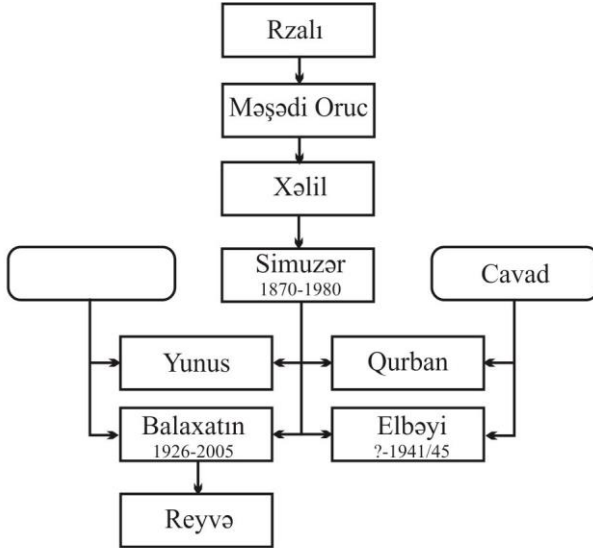 Rzalı
Məşədi Oruc
Xəlil
Simuzər
1870-1980
Cavad
Yunus
Qurban
Balaxatın
1926-2005
Elbəyi
?-1941/45
Reyvə